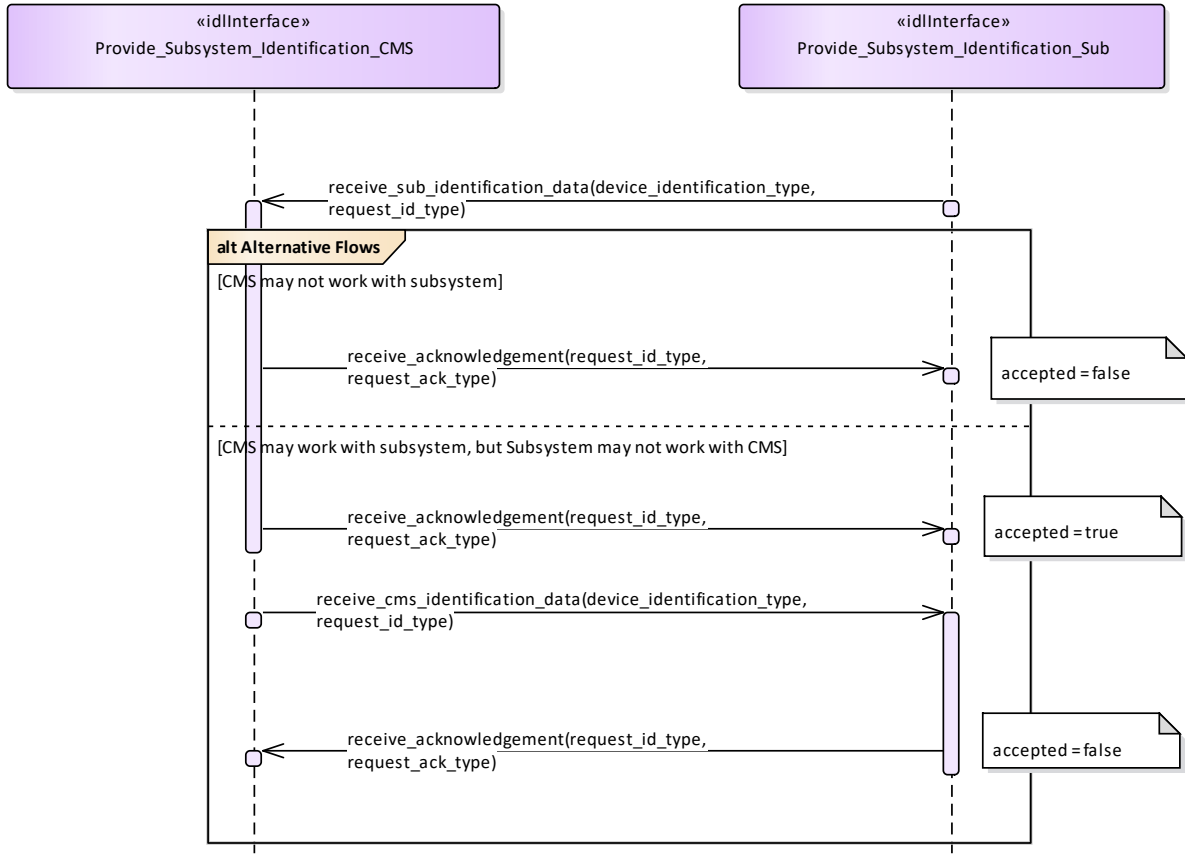 «idlInterface»
Provide_Subsystem_Identification_CMS
«idlInterface»
Provide_Subsystem_Identification_Sub
receive_sub_identification_data(device_identification_type,
request_id_type)
alt Alternative Flows
[CMS may not work with subsystem]
receive_acknowledgement(request_id_type,
request_ack_type)
accepted = false
[CMS may work with subsystem, but Subsystem may not work with CMS]
receive_acknowledgement(request_id_type,
request_ack_type)
accepted = true
receive_cms_identification_data(device_identification_type,
request_id_type)
receive_acknowledgement(request_id_type,
request_ack_type)
accepted = false